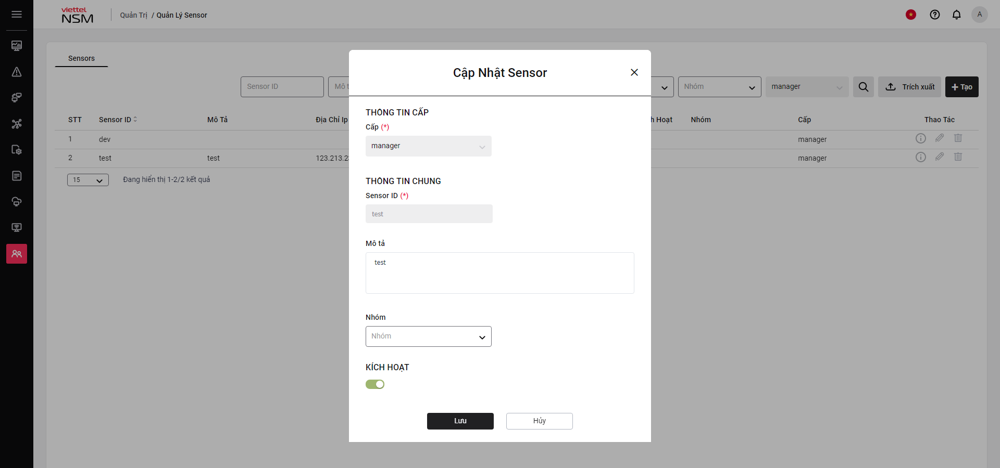 viettel
NSM
Quản Trị / Quản Lý Sensor
A
Sensors
Sensor ID
Mô t
Nhóm
manager
Trích xuất
Tạo
STT
Sensor ID
Mô Tả
Địa Chỉ Ip
h Hoạt
Nhóm
Cấp
Thao Tác
1
dev
manager
2
test
test
123.213.2
manager
15
Đang hiển thị 1-2/2 kết quả
Cập Nhật Sensor
THÔNG TIN CẤP
Cấp (*)
manager
THÔNG TIN CHUNG
Sensor ID (*)
test
Mô tả
test
Nhóm
Nhóm
KÍCH HOẠT
Lưu
Hủy